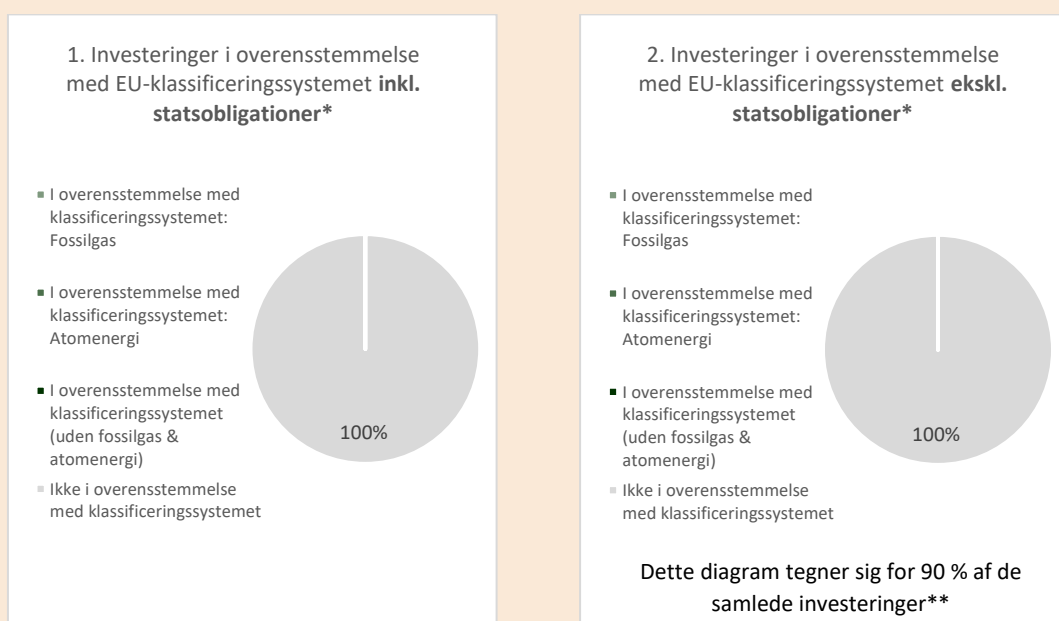 1. Investeringer i overensstemmelse
med EU-klassificeringssystemet inkl.
statsobligationer*
I overensstemmelse med
klassificeringssystemet:
Fossilgas
I overensstemmelse med
klassificeringssystemet:
Atomenergi
I overensstemmelse med
klassificeringssystemet
(uden fossilgas &
atomenergi)
Ikke i overensstemmelse
med klassificeringssystemet
100%
2. Investeringer i overensstemmelse
med EU-klassificeringssystemet ekskl.
statsobligationer*
I overensstemmelse med
klassificeringssystemet:
Fossilgas
I overensstemmelse med
klassificeringssystemet:
Atomenergi
I overensstemmelse med
klassificeringssystemet
(uden fossilgas &
atomenergi)
Ikke i overensstemmelse
med klassificeringssystemet
100%
Dette diagram tegner sig for 90 % af de
samlede investeringer**